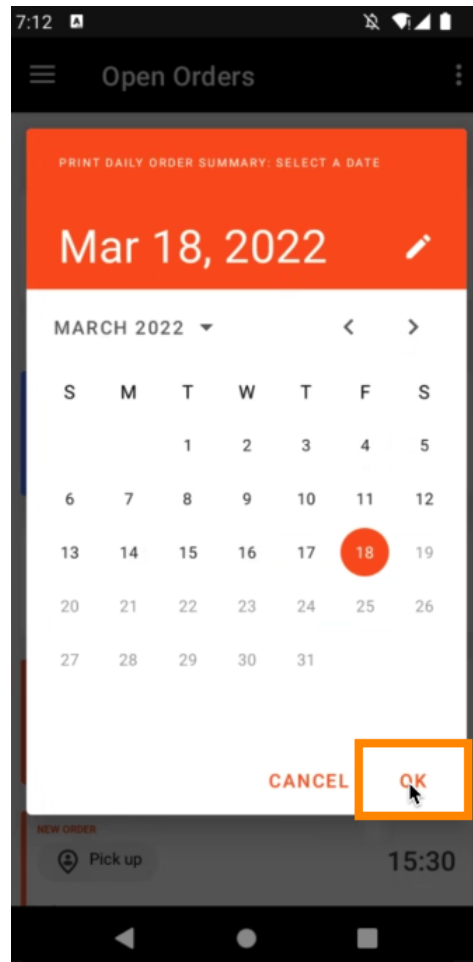 7:12 A
Open Orders
PRINT DAILY ORDER SUMMARY: SELECT A DATE
Mar 18, 2022
MARCH 2022
S M T W T F S
1 2 3 4 5
6 7 8 9 10 11 12
13 14 15 16 17 18 19
20 21 22 23 24 25 26
27 28 29 30 31
CANCEL OK
NEW ORDER
Pick up 15:30